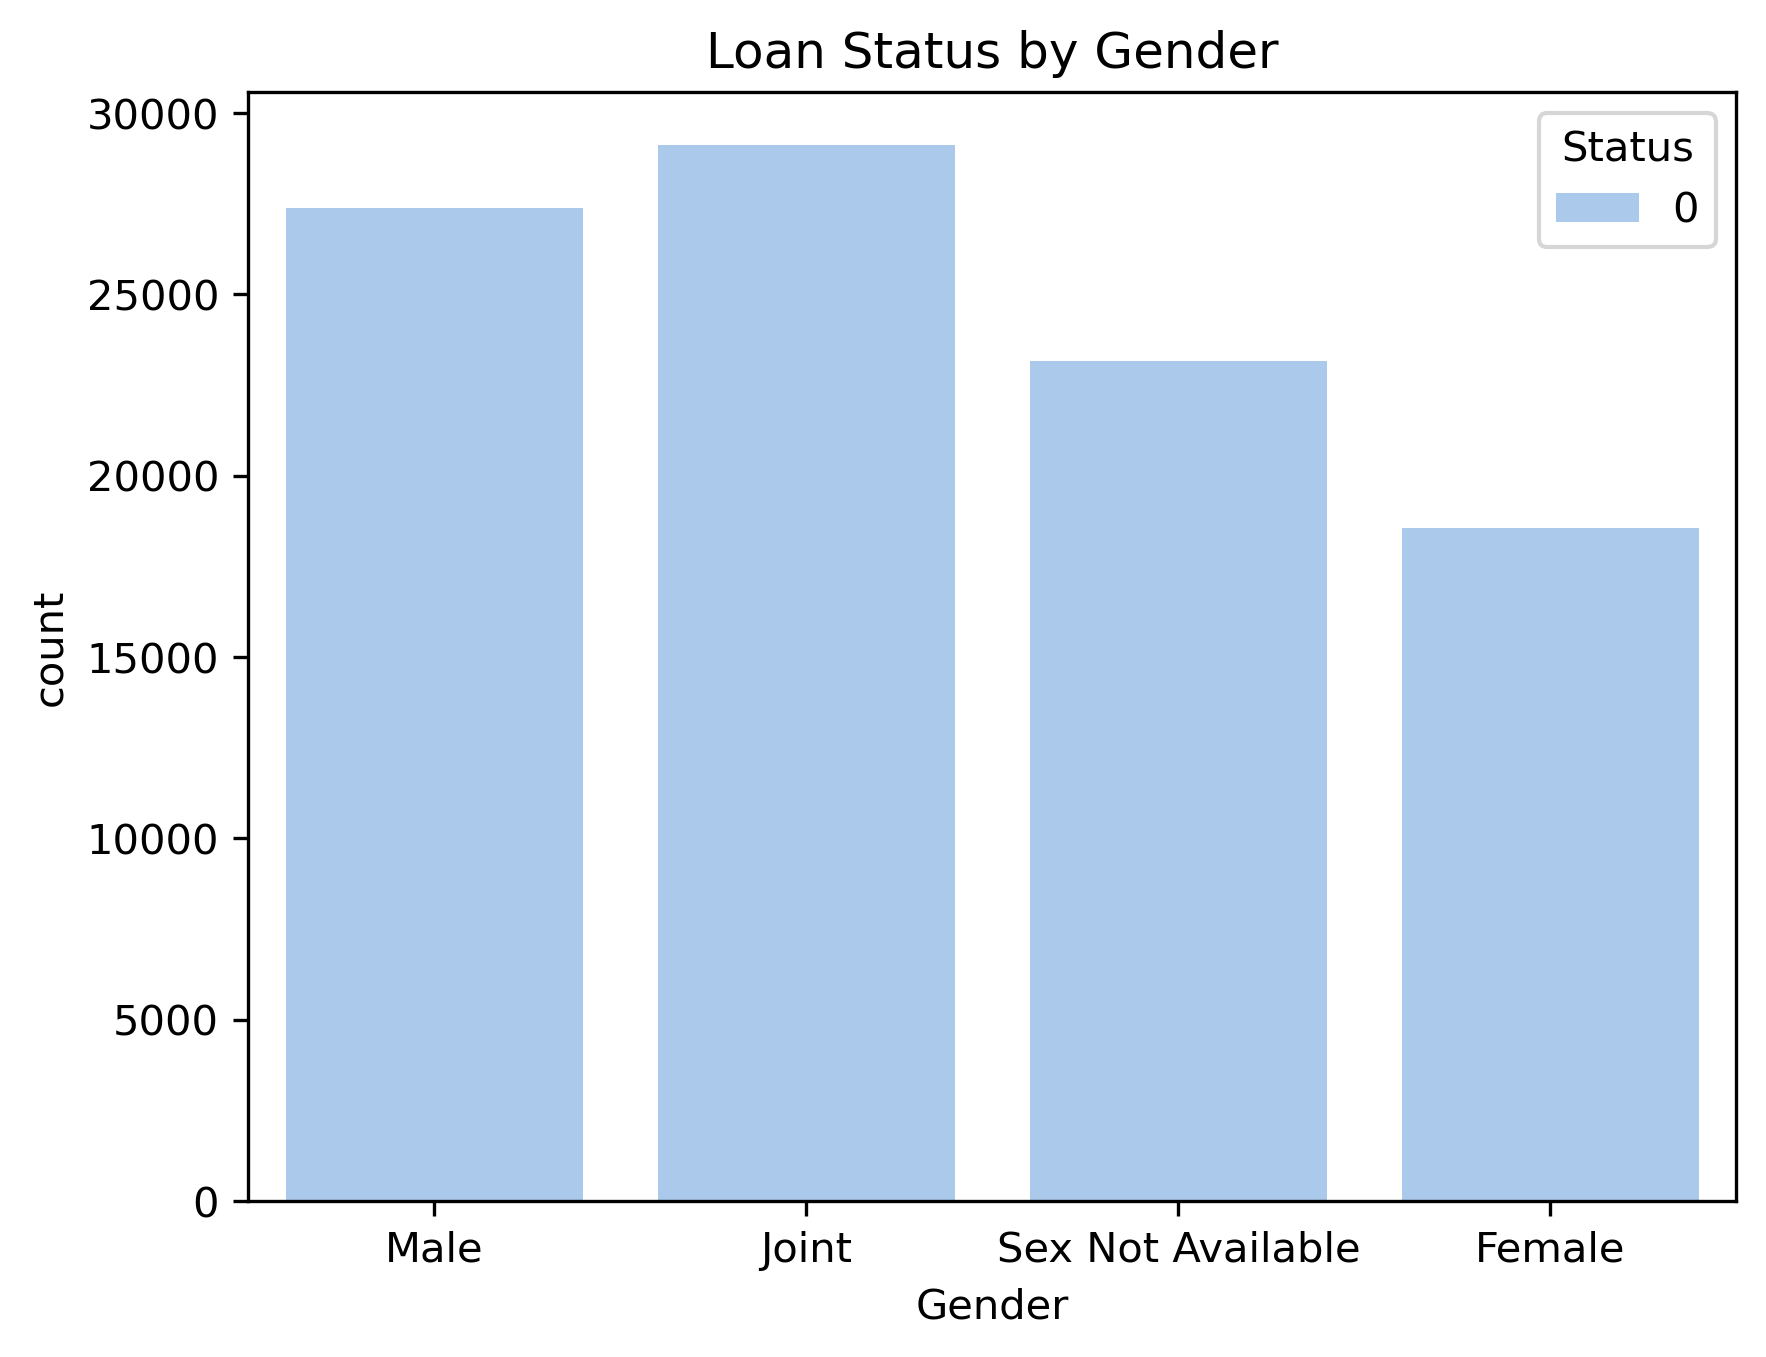 Loan Status by Gender
30000
25000
20000
15000
10000
5000
0
count
Status
0
Male
Joint
Sex Not Available
Female
Gender